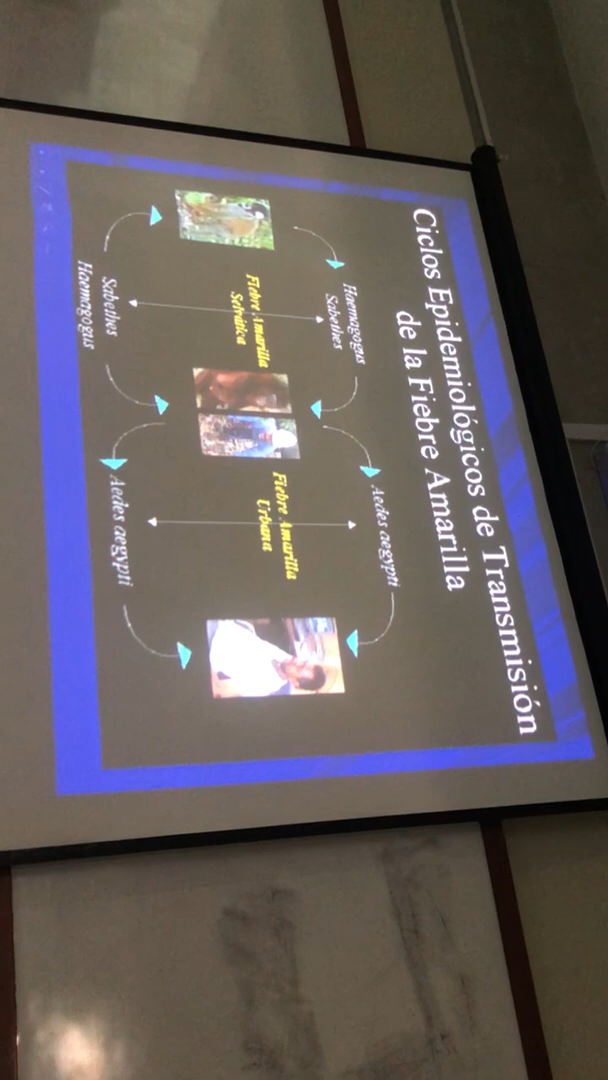 Ciclos Epidemiológicos de Transmisión
de la Fiebre Amarilla
Haemagogus
Sabethes
Aedes aegypti
Fiebre Amarilla
Selvática
Fiebre Amarilla
Urbana
Sabethes
Haemagogus
Aedes aegypti